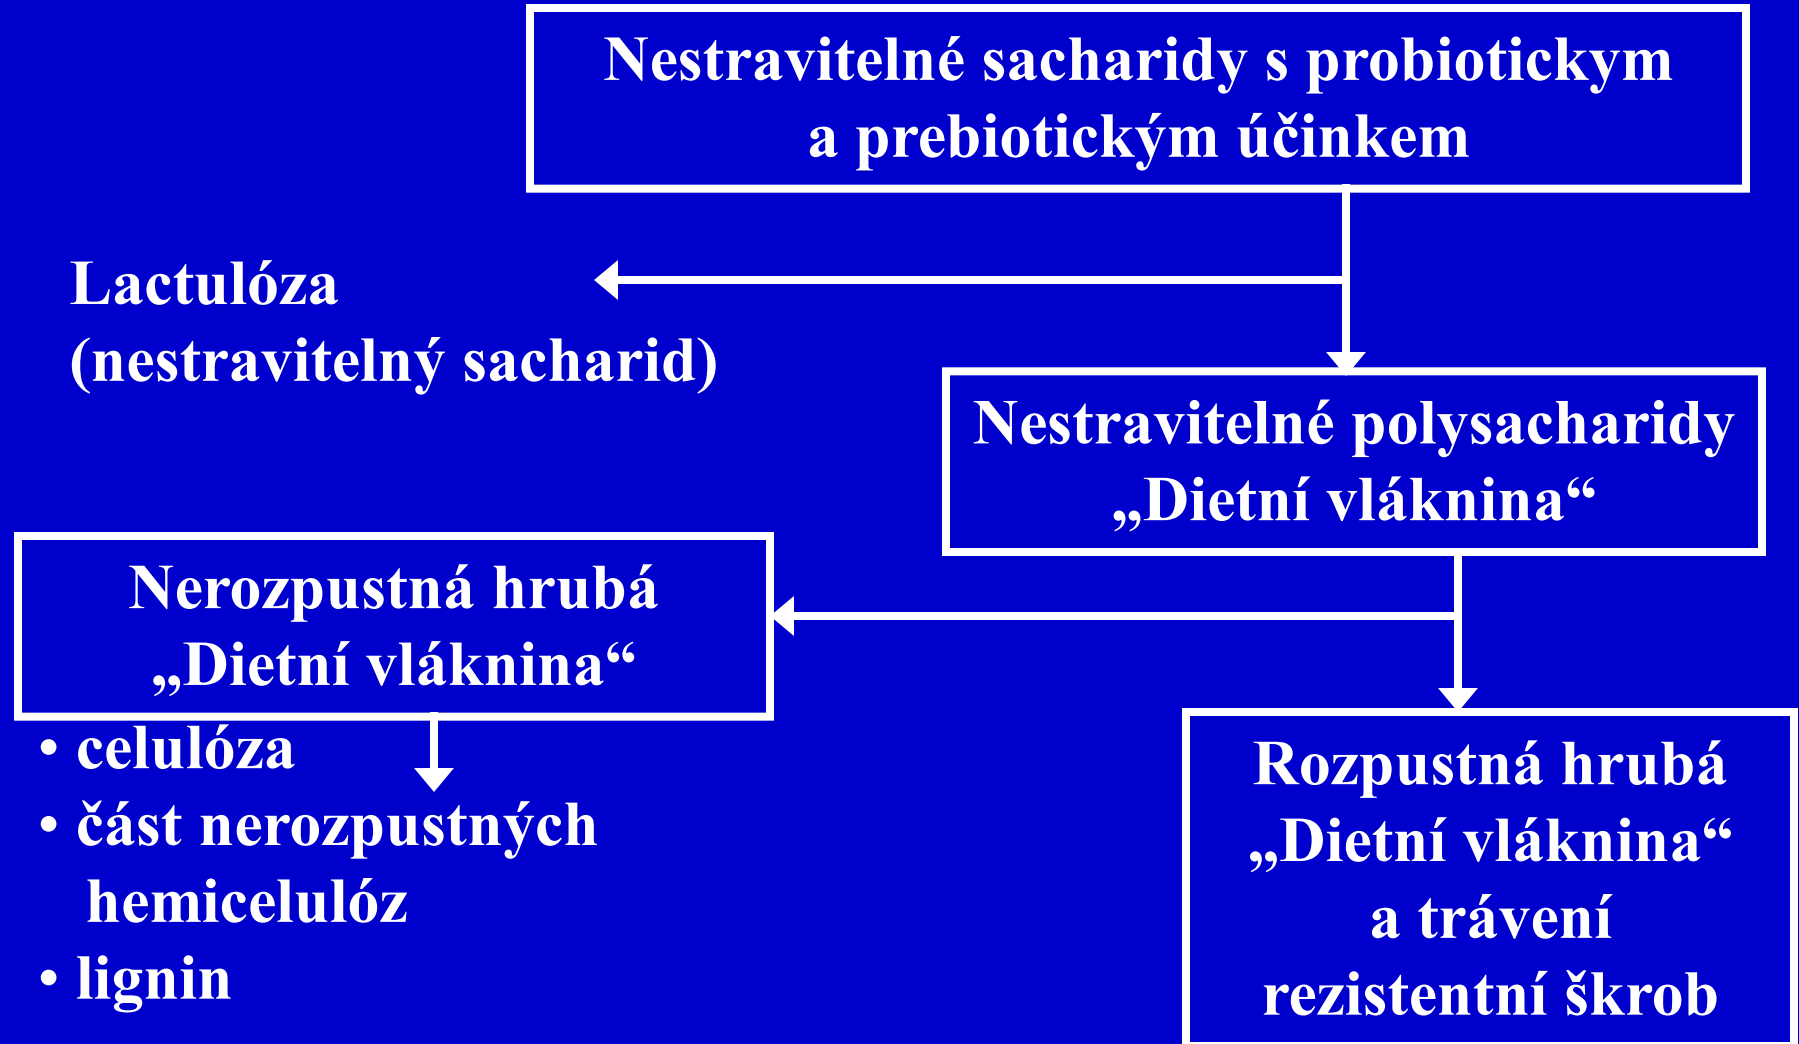 Nestravitelné sacharidy s probiotickym
a prebiotickým účinkem
Lactulóza
(nestravitelný sacharid)
Nestravitelné polysacharidy
„Dietní vláknina“
Nerozpustná hrubá
„Dietní vláknina“
• celulóza
• část nerozpustných
hemicelulóz
• lignin
Rozpustná hrubá
„Dietní vláknina“
a trávení
rezistentní škrob